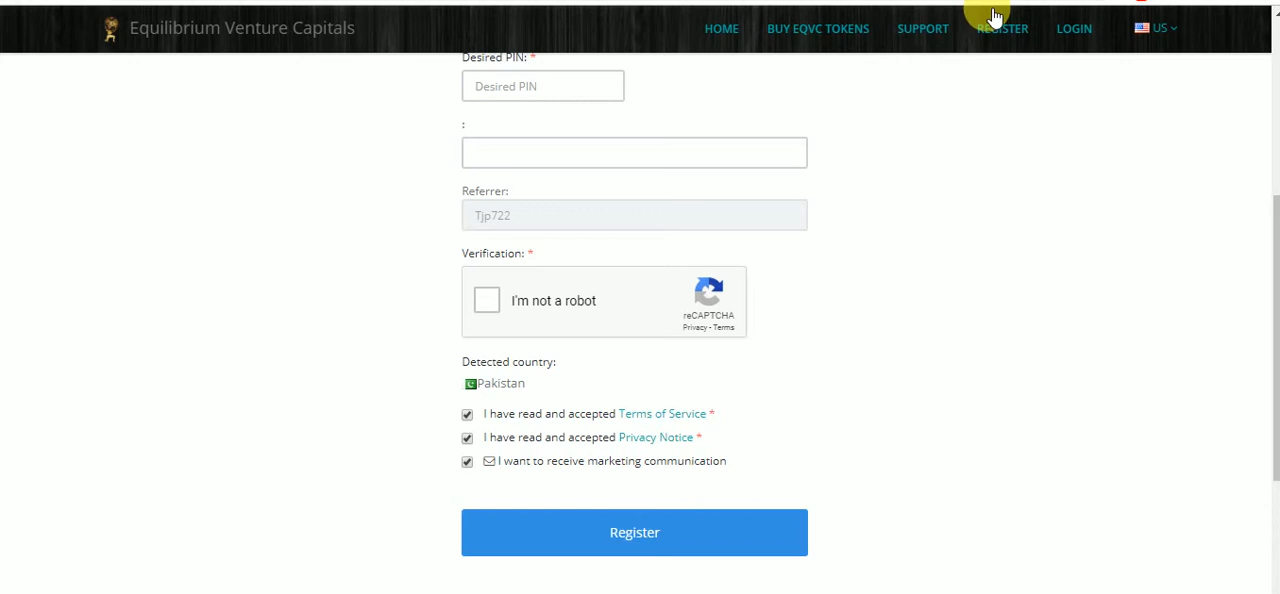 Equilibrium Venture Capitals
HOME BUY EQVC TOKENS SUPPORT REGISTER LOGIN US
Desired PIN: *
Desired PIN
:
Referrer:
Tjp722
Verification: *
I'm not a robot
reCAPTCHA
Privacy - Terms
Detected country:
Pakistan
I have read and accepted Terms of Service *
I have read and accepted Privacy Notice *
I want to receive marketing communication
Register